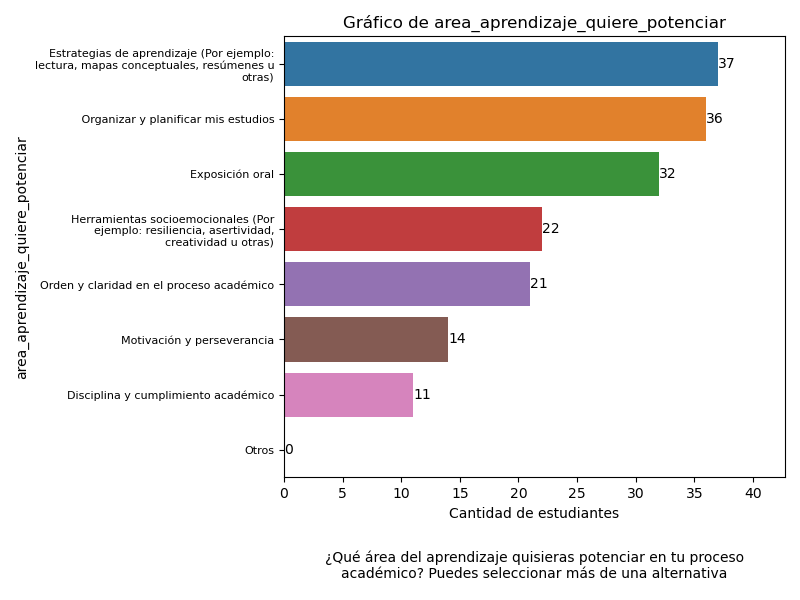 Gráfico de area_aprendizaje_quiere_potenciar
Estrategias de aprendizaje (Por ejemplo:
lectura, mapas conceptuales, resúmenes u
otras)
37
Organizar y planificar mis estudios
36
Exposición oral
32
Herramientas socioemocionales (Por
ejemplo: resiliencia, asertividad,
creatividad u otras)
22
Orden y claridad en el proceso académico
21
Motivación y perseverancia
14
Disciplina y cumplimiento académico
11
Otros
0
area_aprendizaje_quiere_potenciar
0 5 10 15 20 25 30 35 40
Cantidad de estudiantes
¿Qué área del aprendizaje quisieras potenciar en tu proceso
académico? Puedes seleccionar más de una alternativa